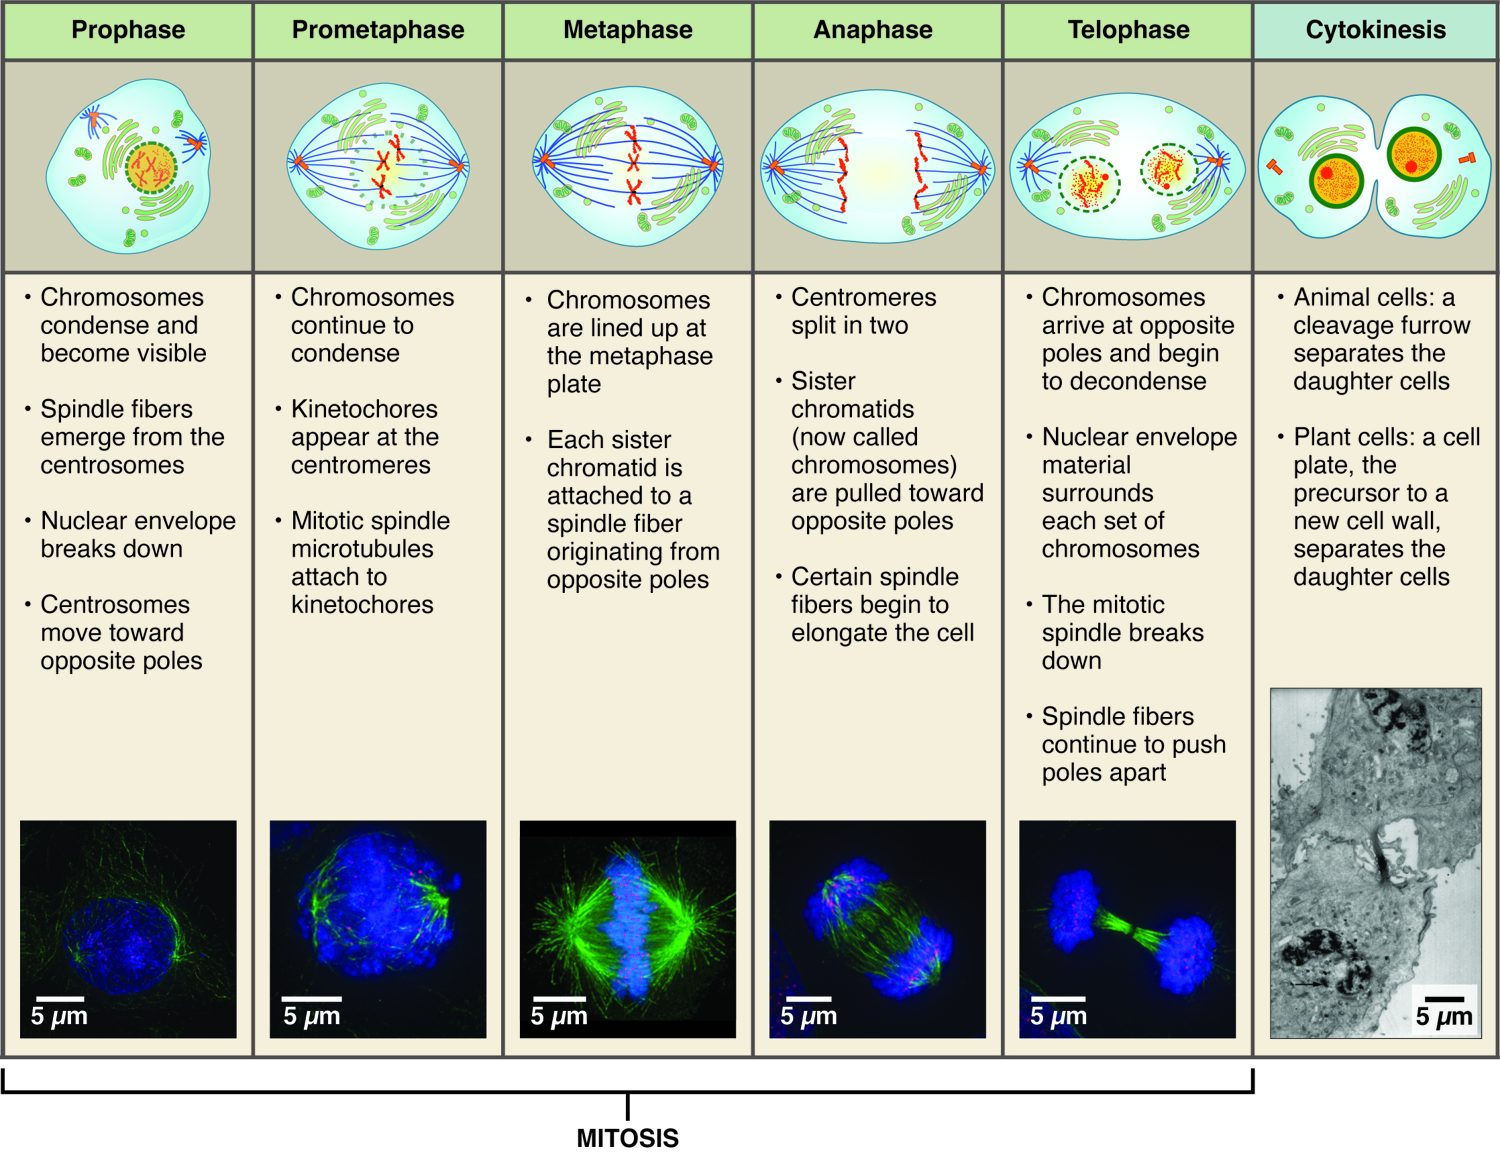 Prophase
Prometaphase
Metaphase
Anaphase
Telophase
Cytokinesis
• Chromosomes
condense and
become visible
• Spindle fibers
emerge from the
centrosomes
• Nuclear envelope
breaks down
• Centrosomes
move toward
opposite poles
• Chromosomes
continue to
condense
• Kinetochores
appear at the
centromeres
• Mitotic spindle
microtubules
attach to
kinetochores
• Chromosomes
are lined up at
the metaphase
plate
• Each sister
chromatid is
attached to a
spindle fiber
originating from
opposite poles
• Centromeres
split in two
• Sister
chromatids
(now called
chromosomes)
are pulled toward
opposite poles
• Certain spindle
fibers begin to
elongate the cell
• Chromosomes
arrive at opposite
poles and begin
to decondense
• Nuclear envelope
material
surrounds
each set of
chromosomes
• The mitotic
spindle breaks
down
• Spindle fibers
continue to push
poles apart
• Animal cells: a
cleavage furrow
separates the
daughter cells
• Plant cells: a cell
plate, the
precursor to a
new cell wall,
separates the
daughter cells
5 µm
5 µm
5 µm
5 µm
5 µm
5 µm
MITOSIS